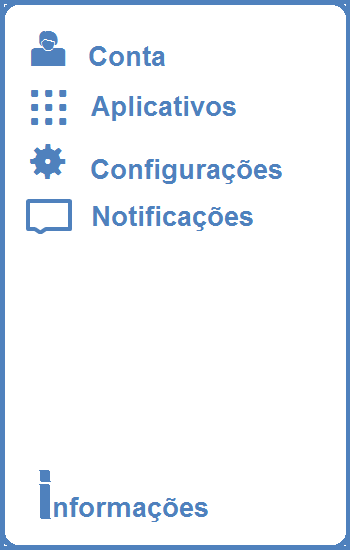 Conta
Aplicativos
Configurações
Notificações
Informações